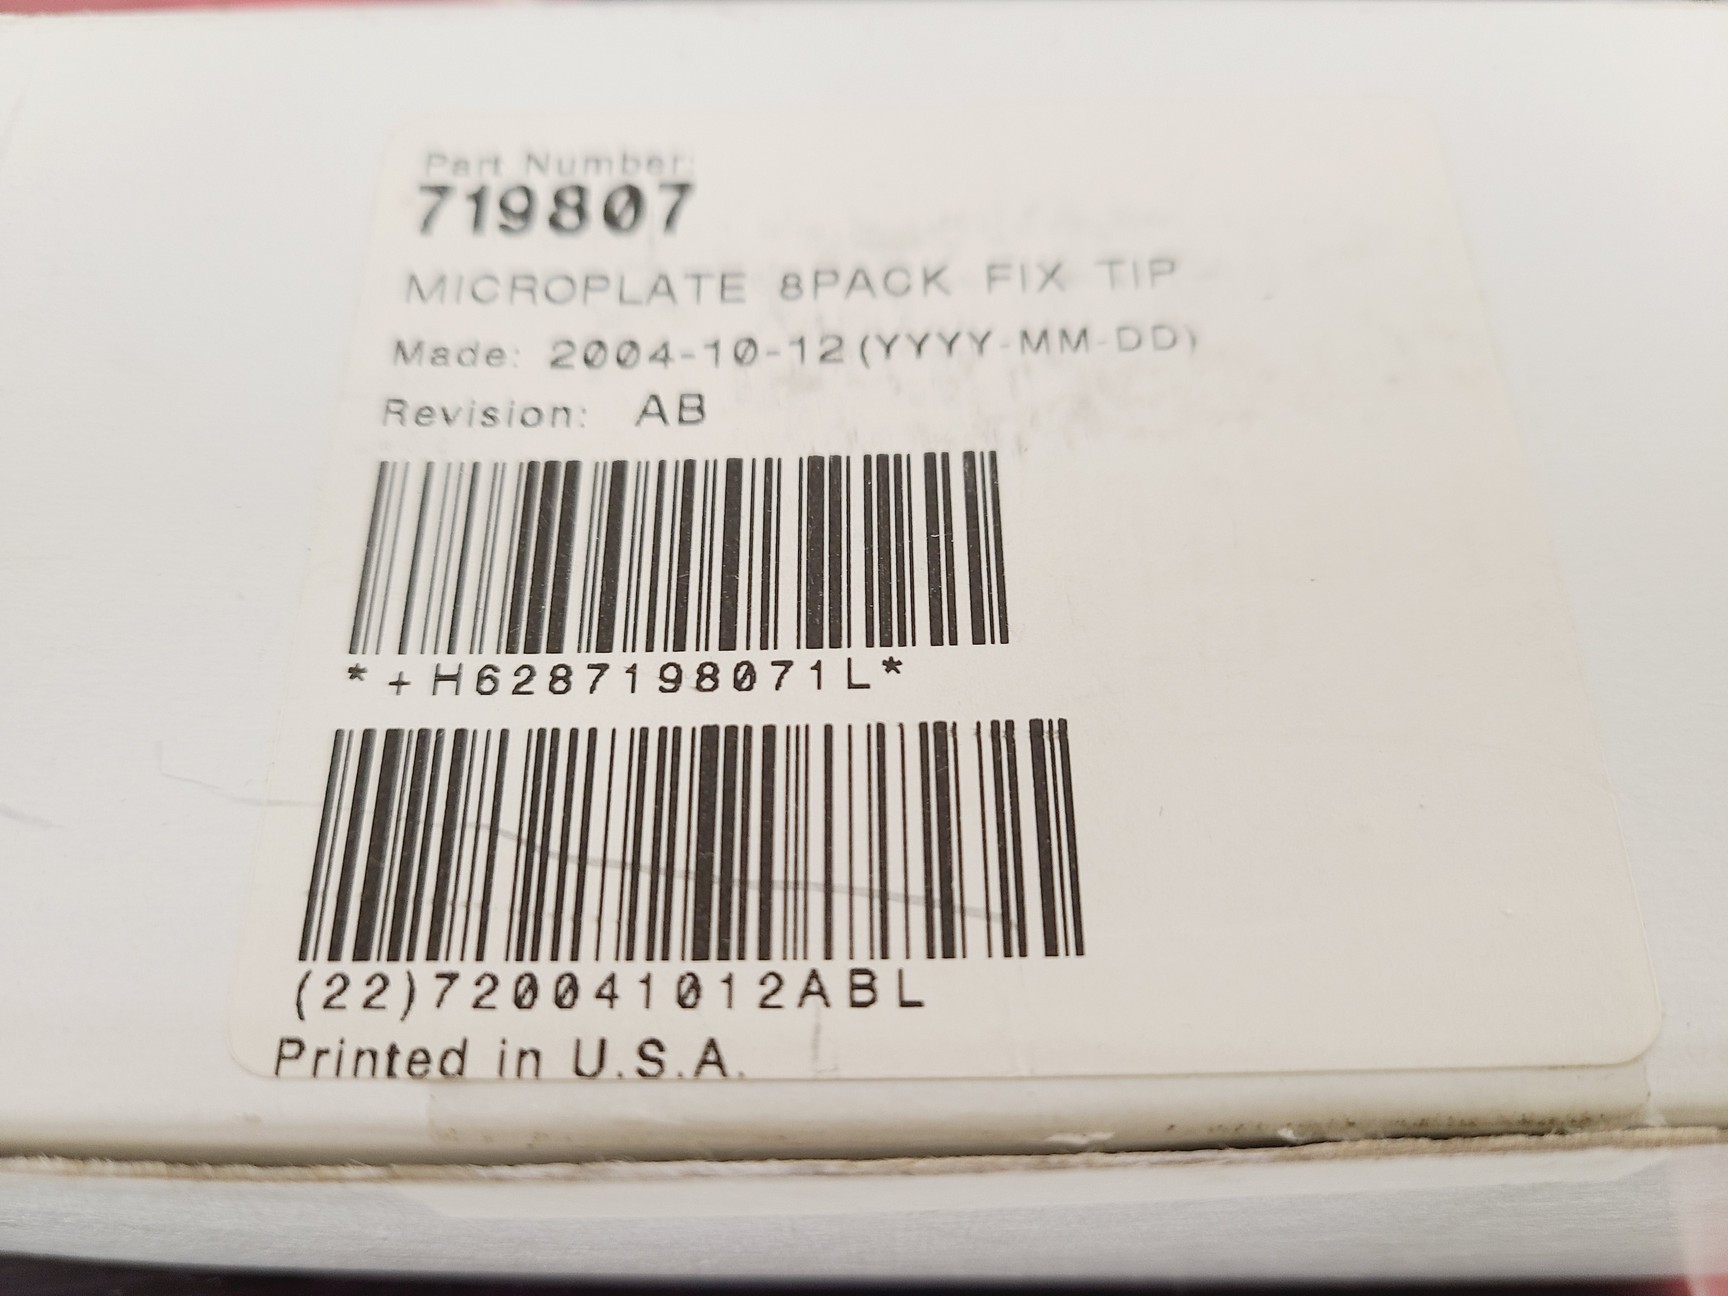 Part Number:
719807
MICROPLATE 8PACK FIX TIP
Made: 2004-10-12(YYYY-MM-DD)
Revision: AB
*+H6287198071L*
(22)720041012ABL
Printed in U.S.A.